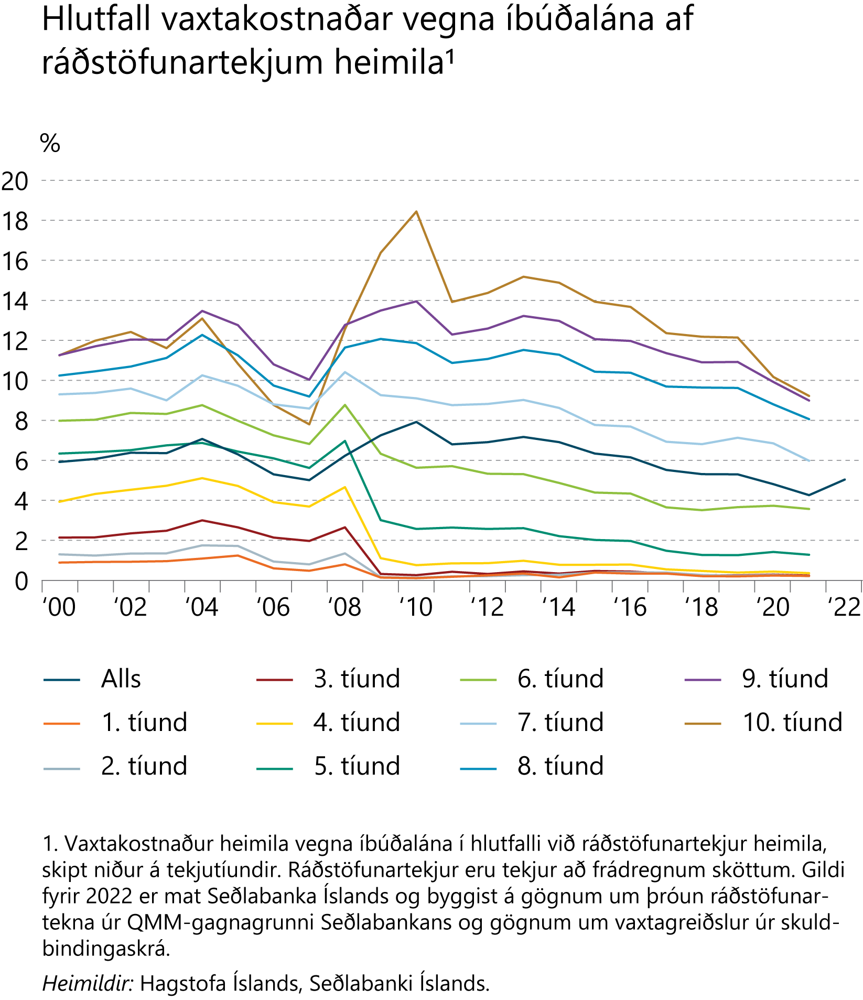 Hlutfall vaxtakostnaðar vegna íbúðalána af
ráðstöfunartekjum heimila¹
%
20
18
16
14
12
10
8
6
4
2
0
‘00 ‘02 ‘04 ‘06 ‘08 ‘10 ‘12 ‘14 ‘16 ‘18 ‘20 ‘22
Alls 3. tíund 6. tíund 9. tíund
1. tíund 4. tíund 7. tíund 10. tíund
2. tíund 5. tíund 8. tíund
1. Vaxtakostnaður heimila vegna íbúðalána í hlutfalli við ráðstöfunartekjur heimila,
skipt niður á tekjutíundir. Ráðstöfunartekjur eru tekjur að frádregnum sköttum. Gildi
fyrir 2022 er mat Seðlabanka Íslands og byggist á gögnum um þróun ráðstöfunar-
tekna úr QMM-gagnagrunni Seðlabankans og gögnum um vaxtagreiðslur úr skuld-
bindingaskrá.
Heimildir: Hagstofa Íslands, Seðlabanki Íslands.